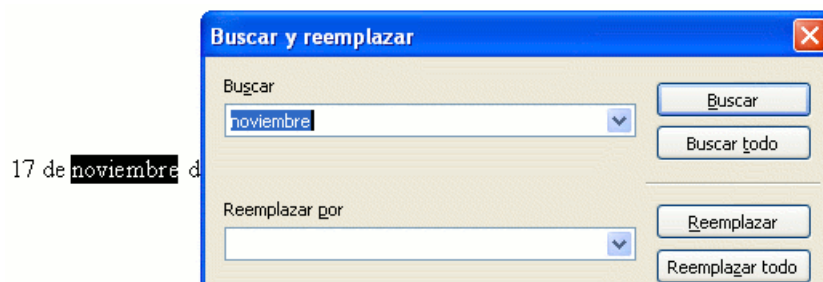 Buscar y reemplazar
Buscar
noviembre
Buscar
Buscar todo
17 de noviembre d
Reemplazar por
Reemplazar
Reemplazar todo